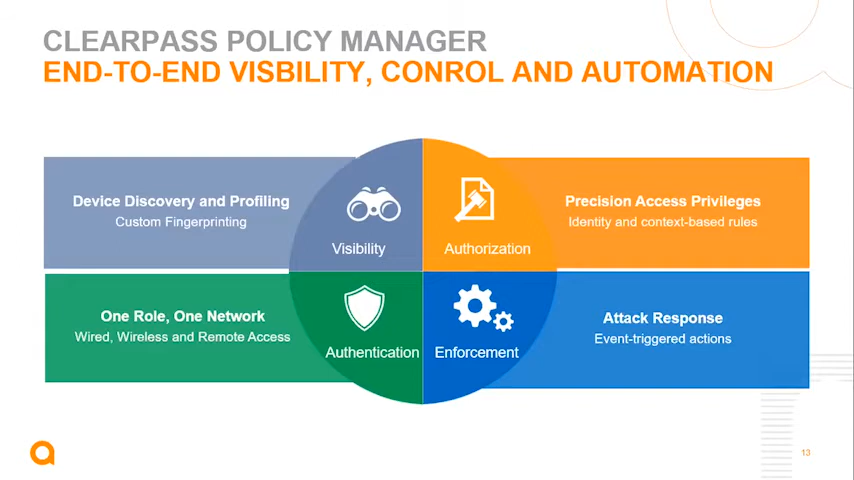 CLEARPASS POLICY MANAGER
END-TO-END VISBILITY, CONROL AND AUTOMATION
Device Discovery and Profiling
Custom Fingerprinting
Visibility
Authorization
Precision Access Privileges
Identity and context-based rules
One Role, One Network
Wired, Wireless and Remote Access
Authentication
Enforcement
Attack Response
Event-triggered actions
13